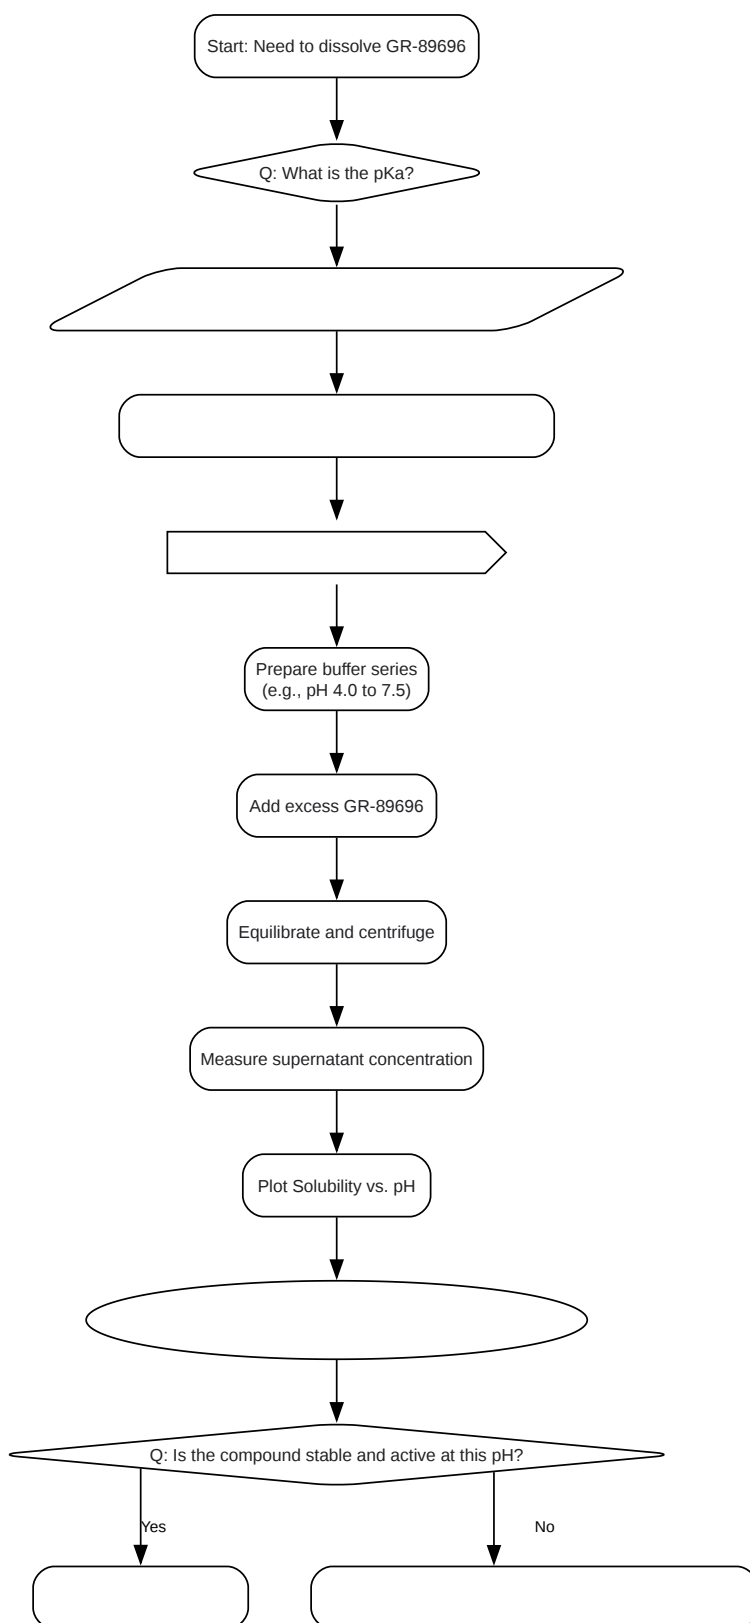 Start: Need to dissolve GR-89696
Q: What is the pKa?
Prepare buffer series
(e.g., pH 4.0 to 7.5)
Add excess GR-89696
Equilibrate and centrifuge
Measure supernatant concentration
Plot Solubility vs. pH
Q: Is the compound stable and active at this pH?
Yes
No